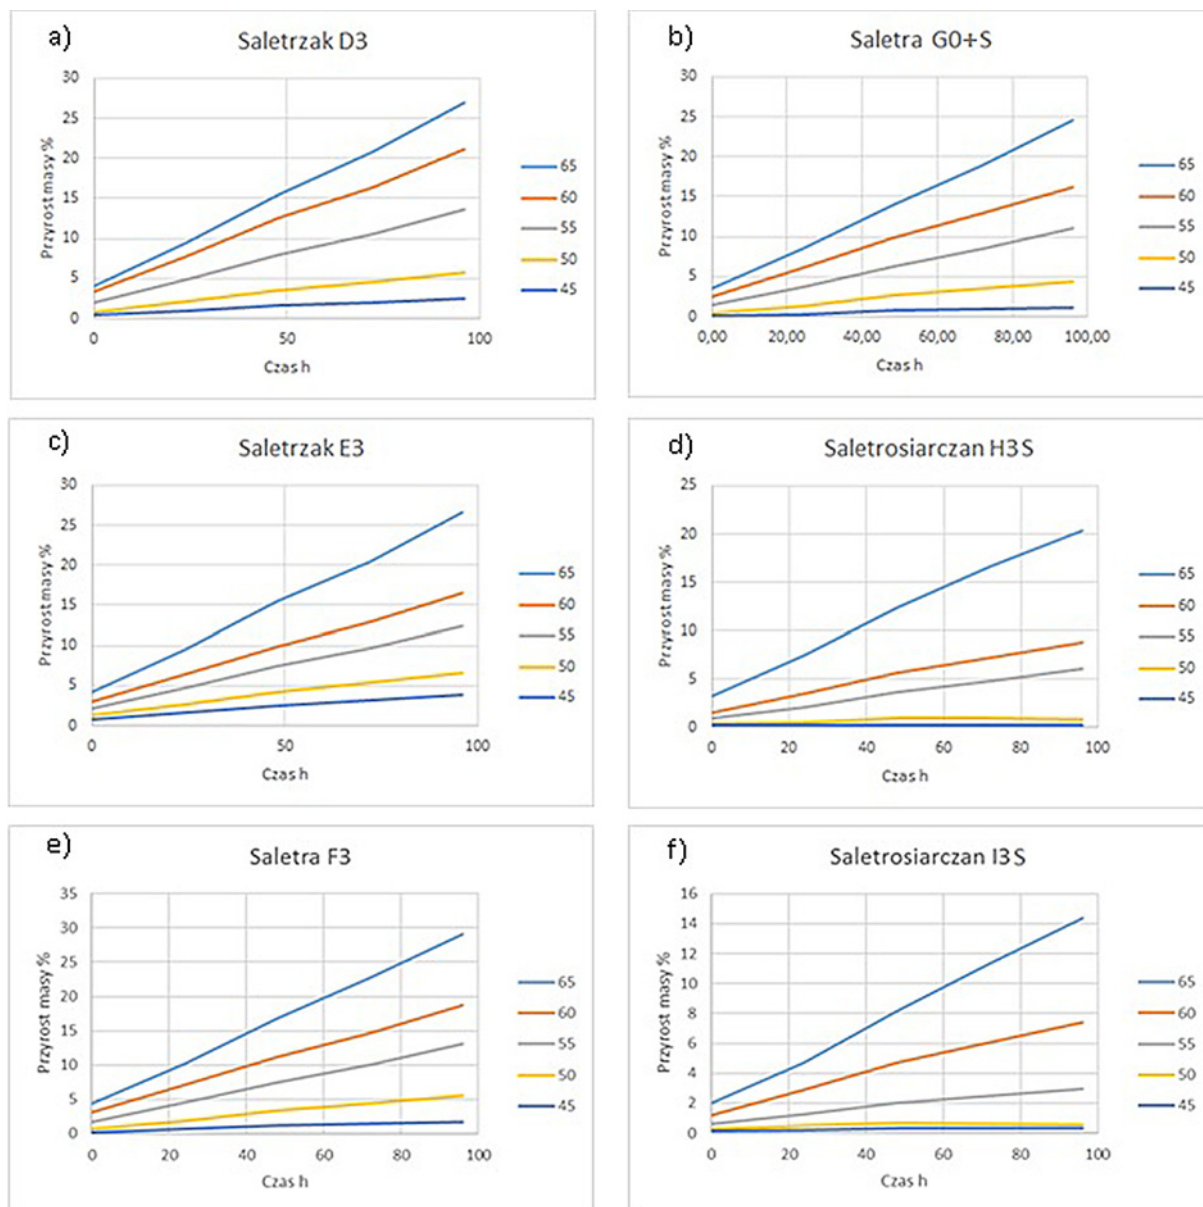 a)
Saletrzak D3
Przyrost masy %
30
25
20
15
10
5
0
0 50 100
Czas h
65
60
55
50
45
b)
Saletra G0+S
Przyrost masy %
30
25
20
15
10
5
0
0,00 20,00 40,00 60,00 80,00 100,00
Czas h
65
60
55
50
45
c)
Saletrzak E3
Przyrost masy %
30
25
20
15
10
5
0
0 50 100
Czas h
65
60
55
50
45
d)
Saletrosiarczan H3S
Przyrost masy %
25
20
15
10
5
0
0 20 40 60 80 100
Czas h
65
60
55
50
45
e)
Saletra F3
Przyrost masy %
35
30
25
20
15
10
5
0
0 20 40 60 80 100
Czas h
65
60
55
50
45
f)
Saletrosiarczan I3S
Przyrost masy %
16
14
12
10
8
6
4
2
0
0 20 40 60 80 100
Czas h
65
60
55
50
45